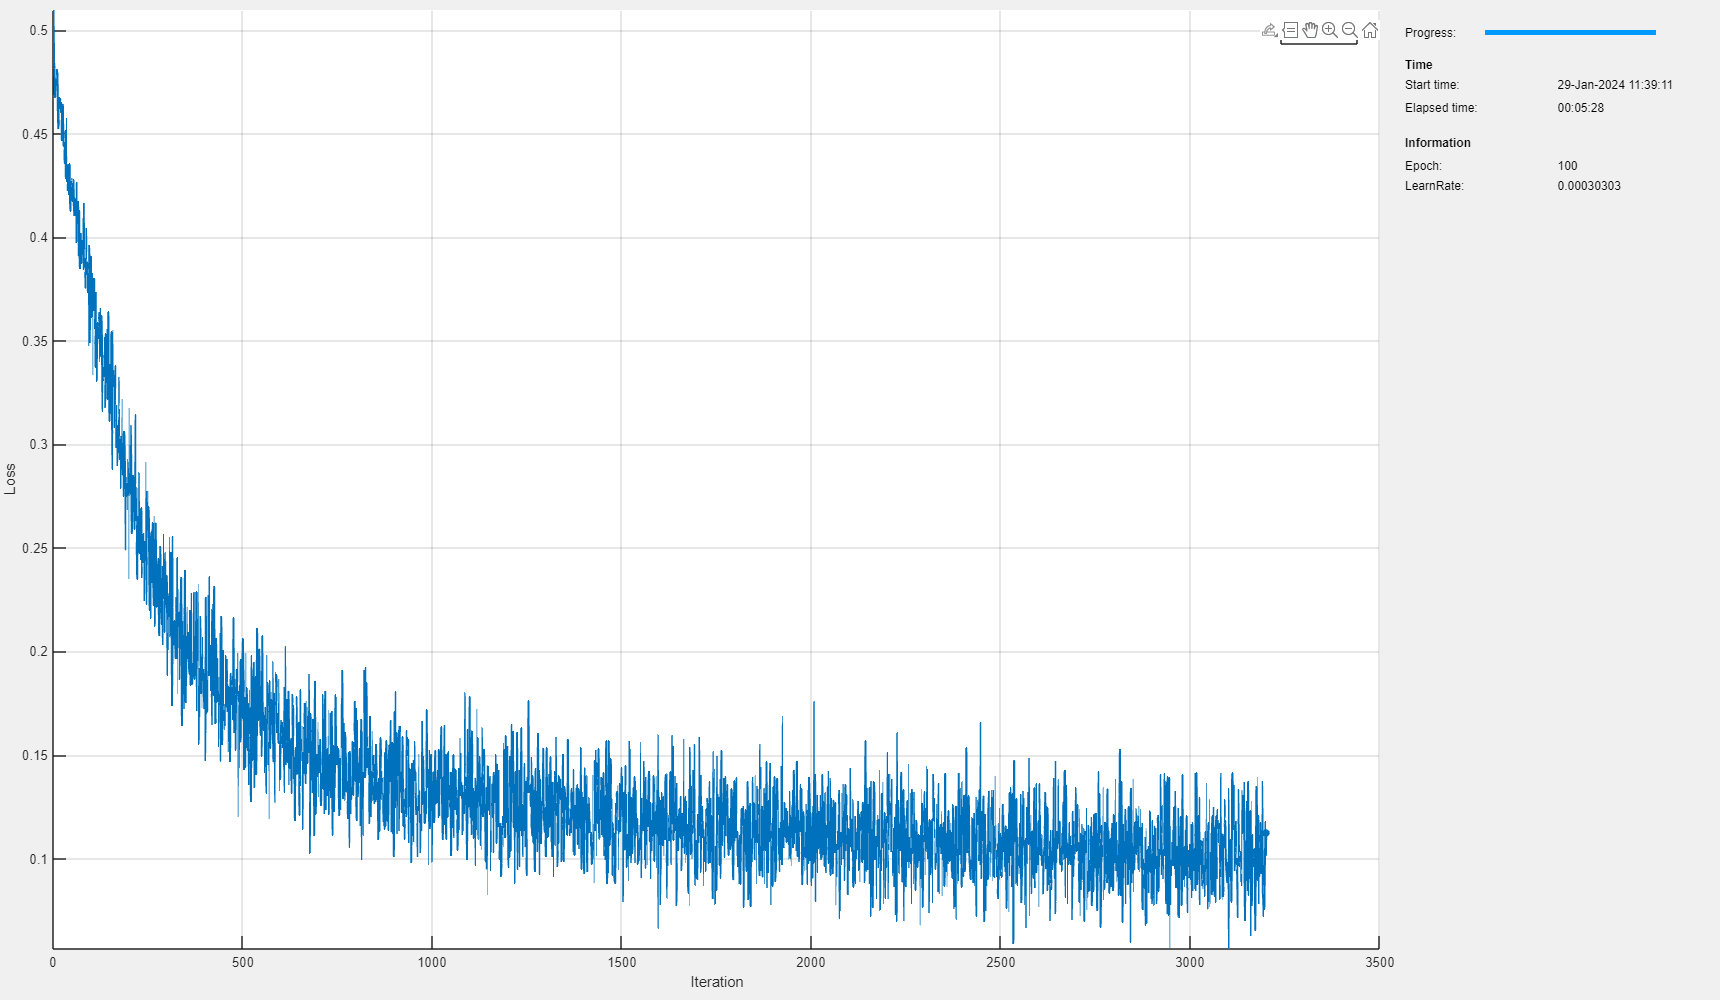 0.5
0.45
0.4
0.35
0.3
0.25
0.2
0.15
0.1
Loss
0
500
1000
1500
2000
2500
3000
3500
Iteration
Progress:
Time
Start time: 29-Jan-2024 11:39:11
Elapsed time: 00:05:28
Information
Epoch: 100
LearnRate: 0.00030303